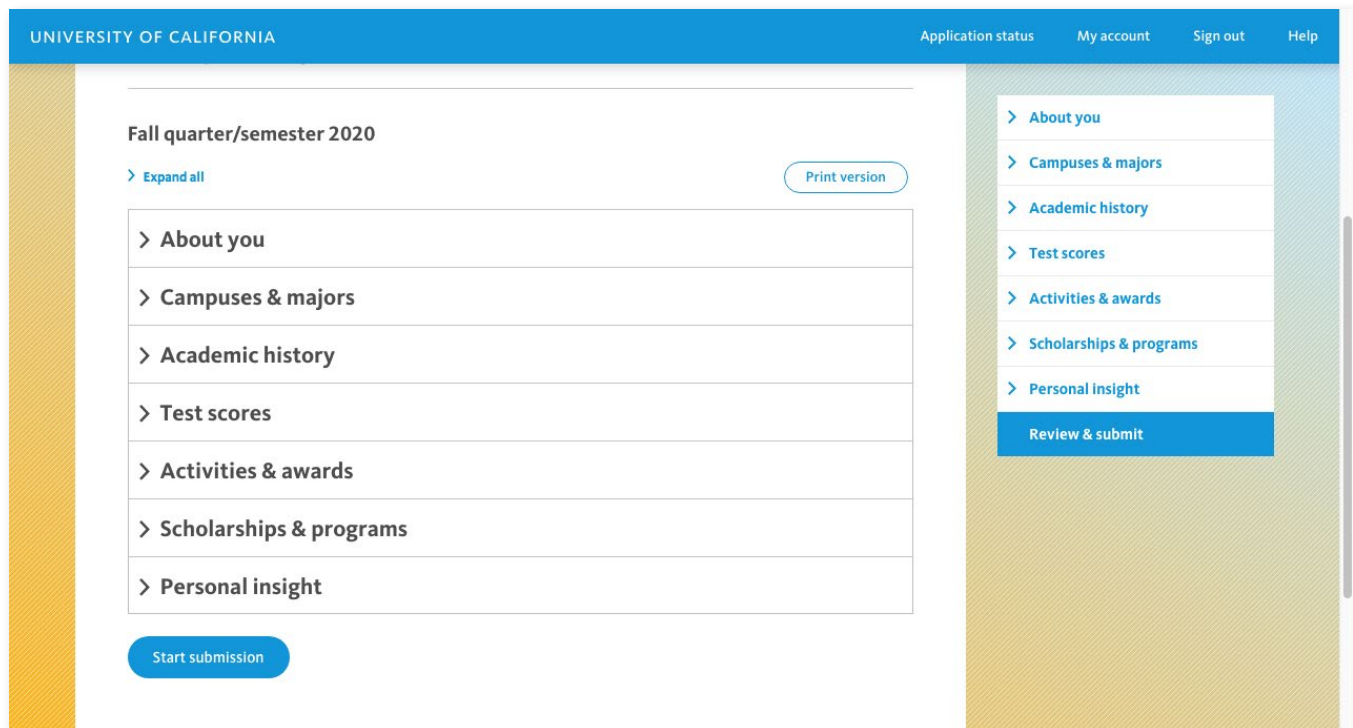 UNIVERSITY OF CALIFORNIA
Application status
My account
Sign out
Help
Fall quarter/semester 2020
Expand all
Print version
About you
Campuses & majors
Academic history
Test scores
Activities & awards
Scholarships & programs
Personal insight
Start submission
About you
Campuses & majors
Academic history
Test scores
Activities & awards
Scholarships & programs
Personal insight
Review & submit